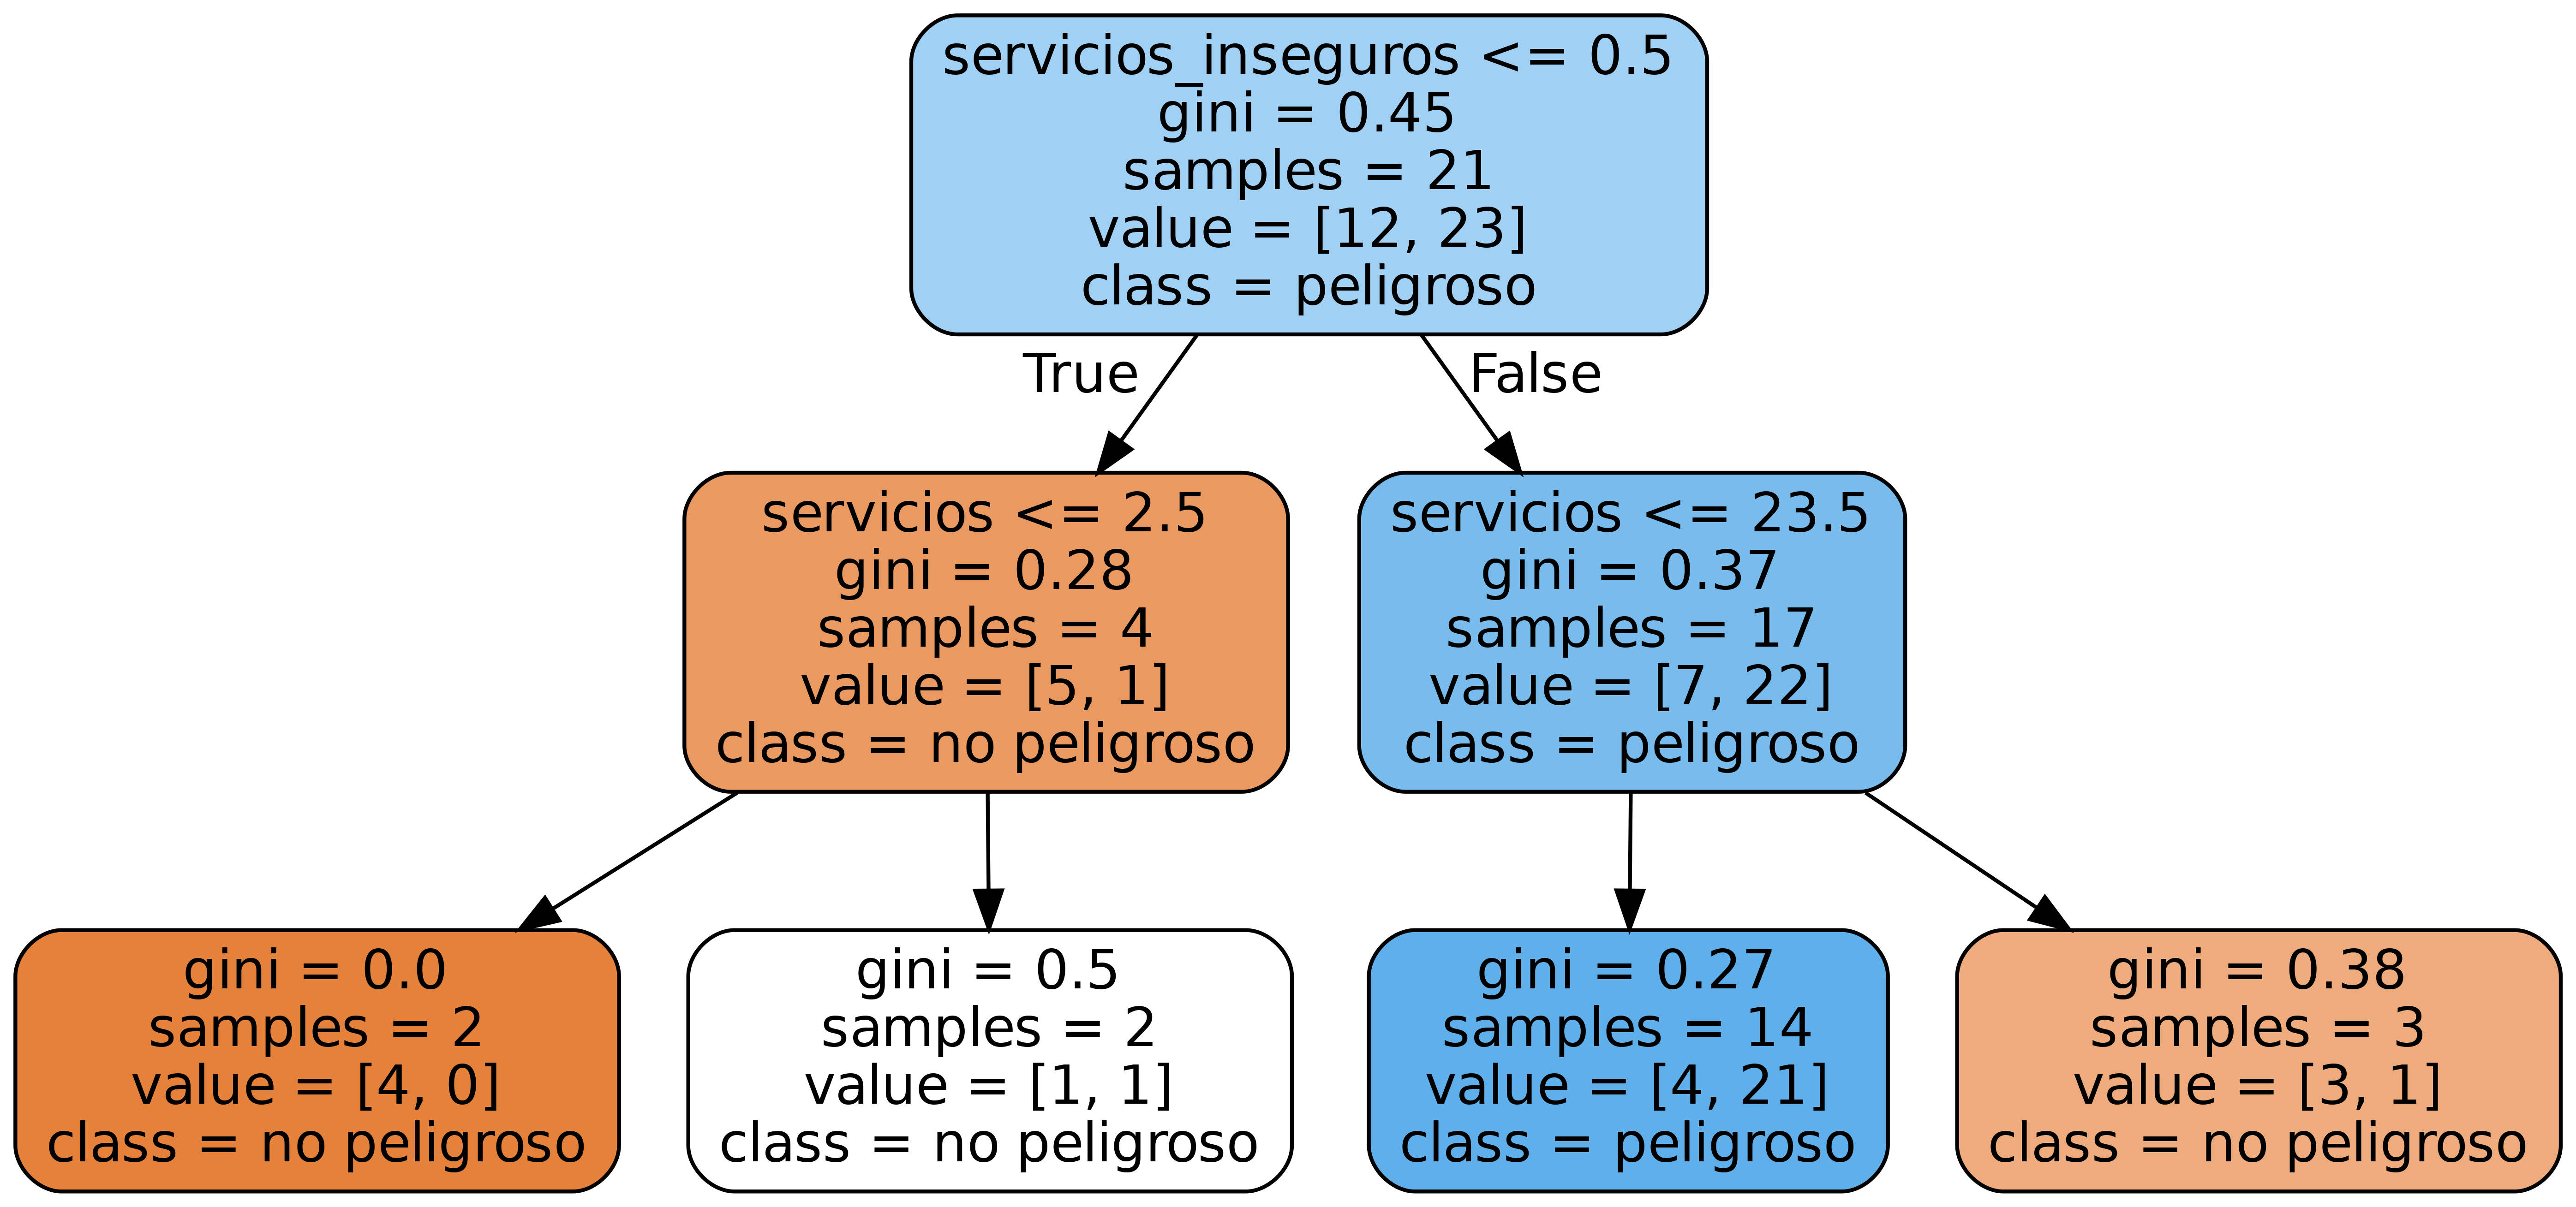 servicios_inseguros <= 0.5
gini = 0.45
samples = 21
value = [12, 23]
class = peligroso
True
False
servicios <= 2.5
gini = 0.28
samples = 4
value = [5, 1]
class = no peligroso
servicios <= 23.5
gini = 0.37
samples = 17
value = [7, 22]
class = peligroso
gini = 0.0
samples = 2
value = [4, 0]
class = no peligroso
gini = 0.5
samples = 2
value = [1, 1]
class = no peligroso
gini = 0.27
samples = 14
value = [4, 21]
class = peligroso
gini = 0.38
samples = 3
value = [3, 1]
class = no peligroso